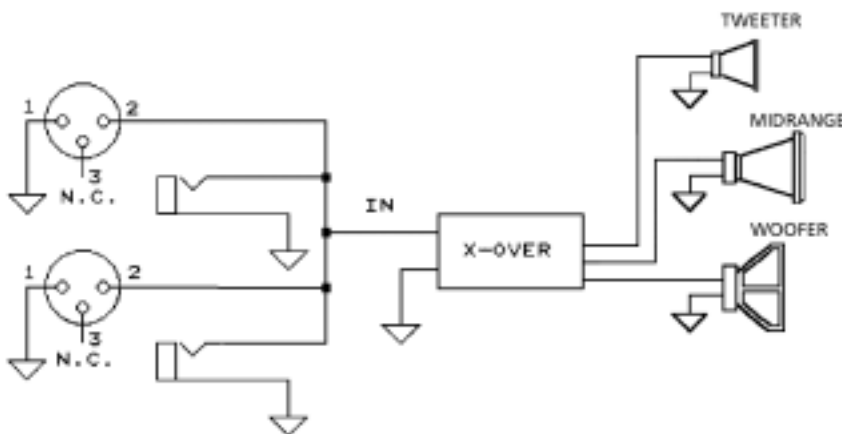 TWEETER
1 2
3
N.C.
MIDRANGE
IN
X-OVER
WOOFER
1 2
3
N.C.